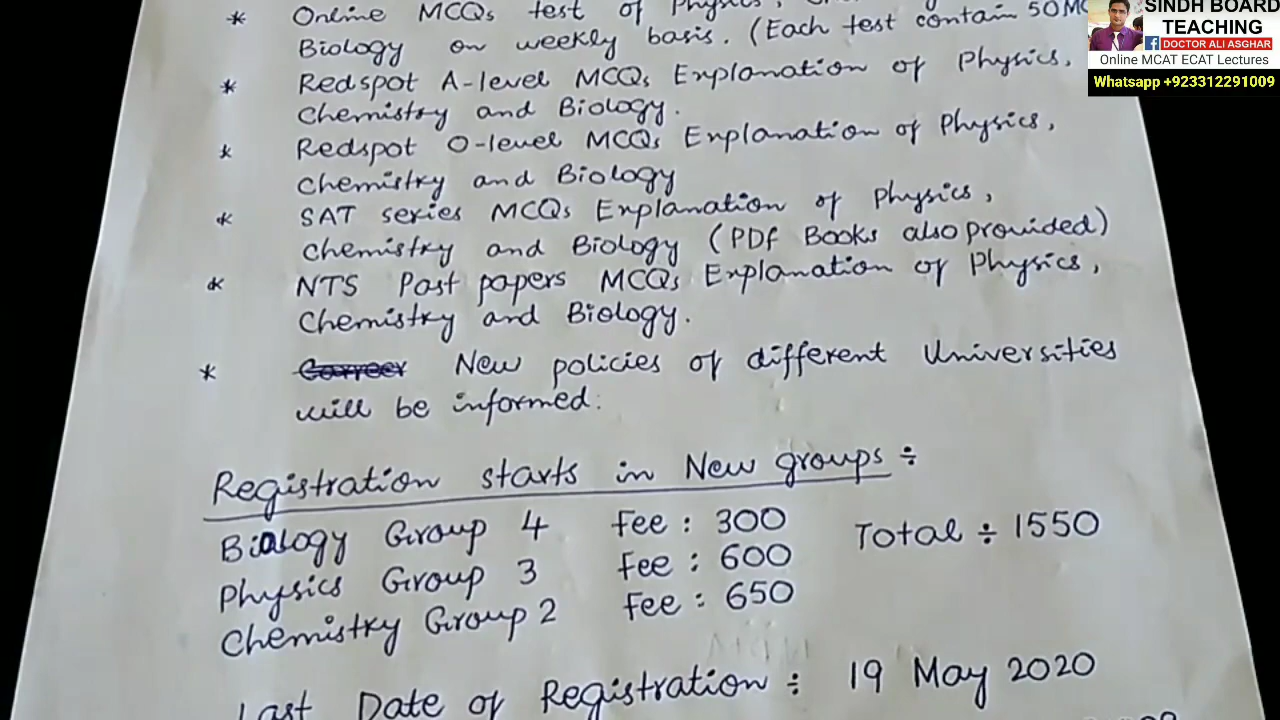 * Online MCQs test of Physics,
Biology on weekly basis. (Each test contain 50
* Redspot A-level MCQs Explanation of Physics,
Chemistry and Biology.
* Redspot O-level MCQs Explanation of Physics,
Chemistry and Biology
* SAT series MCQs Explanation of Physics,
Chemistry and Biology (PDF Books also provided)
* NTS Past papers MCQs Explanation of Physics,
Chemistry and Biology.
* Carreer New policies of different Universities
will be informed.
Registration starts in New groups ÷
Bialogy Group 4 Fee : 300 Total ÷ 1550
Physics Group 3 Fee : 600
Chemistry Group 2 Fee : 650
Last Date of Registration ÷ 19 May 2020
SINDH BOARD
TEACHING
f DOCTOR ALI ASGHAR
Online MCAT ECAT Lectures
Whatsapp +923312291009